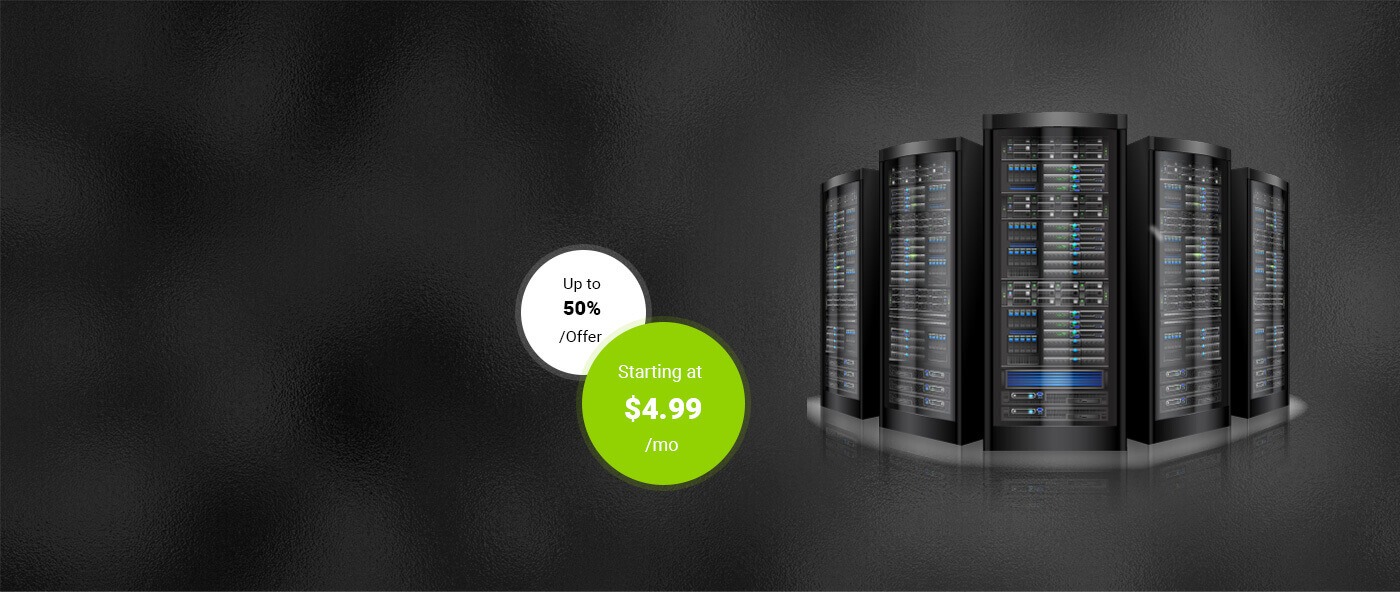 Up to
50%
/Offer
Starting at
$4.99
/mo